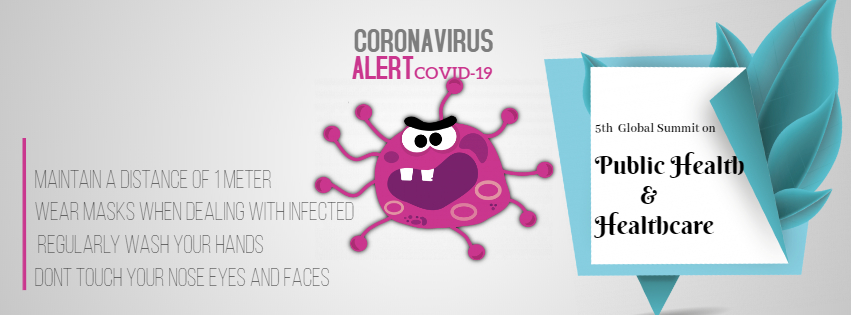 CORONAVIRUS
ALERT COVID-19
MAINTAIN A DISTANCE OF 1 METER
WEAR MASKS WHEN DEALING WITH INFECTED
REGULARLY WASH YOUR HANDS
DONT TOUCH YOUR NOSE EYES AND FACES
5th Global Summit on
Public Health
&
Healthcare